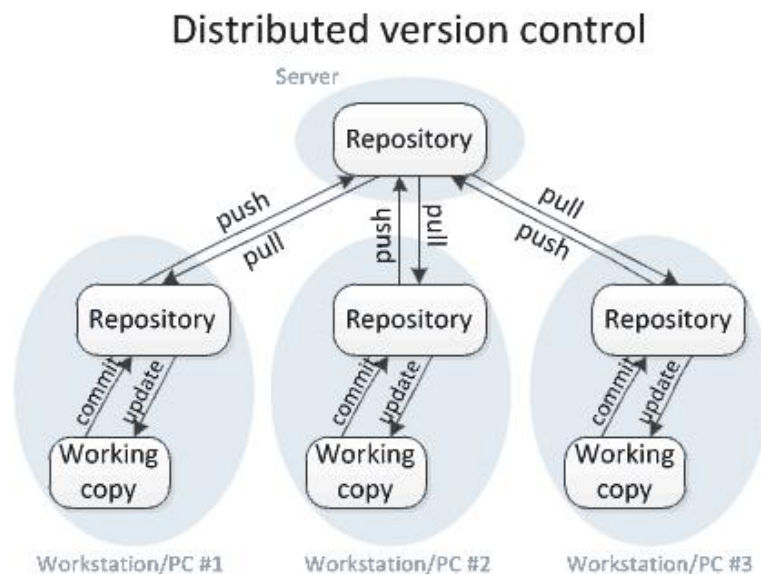 Distributed version control
Server
Repository
push
pull
push
pull
pull
push
Repository
Repository
Repository
commit
update
commit
update
commit
update
Working
copy
Working
copy
Working
copy
Workstation/PC #1
Workstation/PC #2
Workstation/PC #3